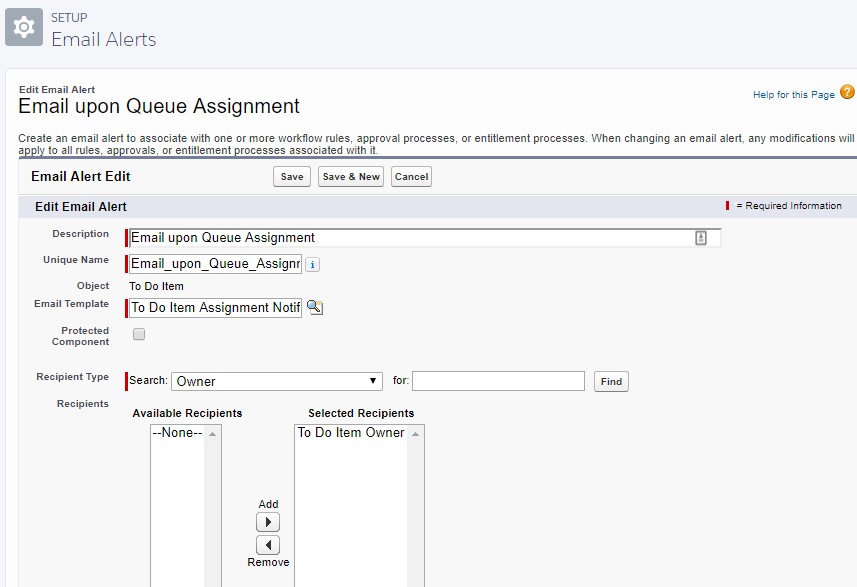 SETUP
Email Alerts
Edit Email Alert
Email upon Queue Assignment
Help for this Page ?
Create an email alert to associate with one or more workflow rules, approval processes, or entitlement processes. When changing an email alert, any modifications will
apply to all rules, approvals, or entitlement processes associated with it.
Email Alert Edit Save Save & New Cancel
Edit Email Alert = Required Information
Description Email upon Queue Assignment
Unique Name Email_upon_Queue_Assignr i
Object To Do Item
Email Template To Do Item Assignment Notif
Protected
Component
Recipient Type Search: Owner for: Find
Recipients
Available Recipients Selected Recipients
--None-- To Do Item Owner
Add
Remove